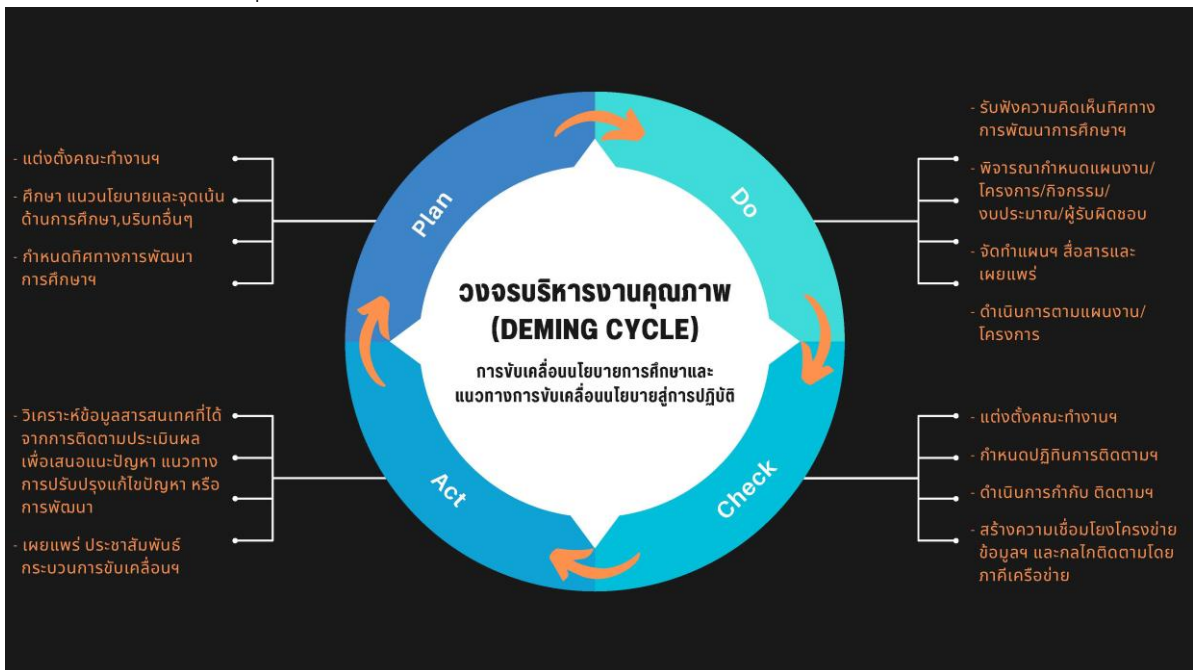 - แต่งตั้งคณะทำงานฯ
- ศึกษา แนวนโยบายและจุดเน้น
ด้านการศึกษา,บริบทอื่นๆ
- กำหนดทิศทางการพัฒนา
การศึกษาฯ
Plan
Do
- รับฟังความคิดเห็นทิศทาง
การพัฒนาการศึกษาฯ
- พิจารณากำหนดแผนงาน/
โครงการ/กิจกรรม/
งบประมาณ/ผู้รับผิดชอบ
- จัดทำแผนฯ สื่อสารและ
เผยแพร่
- ดำเนินการตามแผนงาน/
โครงการ
วงจรบริหารงานคุณภาพ
(DEMING CYCLE)
การขับเคลื่อนนโยบายการศึกษาและ
แนวทางการขับเคลื่อนนโยบายสู่การปฏิบัติ
- วิเคราะห์ข้อมูลสารสนเทศที่ได้
จากการติดตามประเมินผล
เพื่อเสนอแนะปัญหา แนวทาง
การปรับปรุงแก้ไขปัญหา หรือ
การพัฒนา
- เผยแพร่ ประชาสัมพันธ์
กระบวนการขับเคลื่อนฯ
Act
Check
- แต่งตั้งคณะทำงานฯ
- กำหนดปฏิทินการติดตามฯ
- ดำเนินการกำกับ ติดตามฯ
- สร้างความเชื่อมโยงโครงข่าย
ข้อมูลฯ และกลไกติดตามโดย
ภาคีเครือข่าย